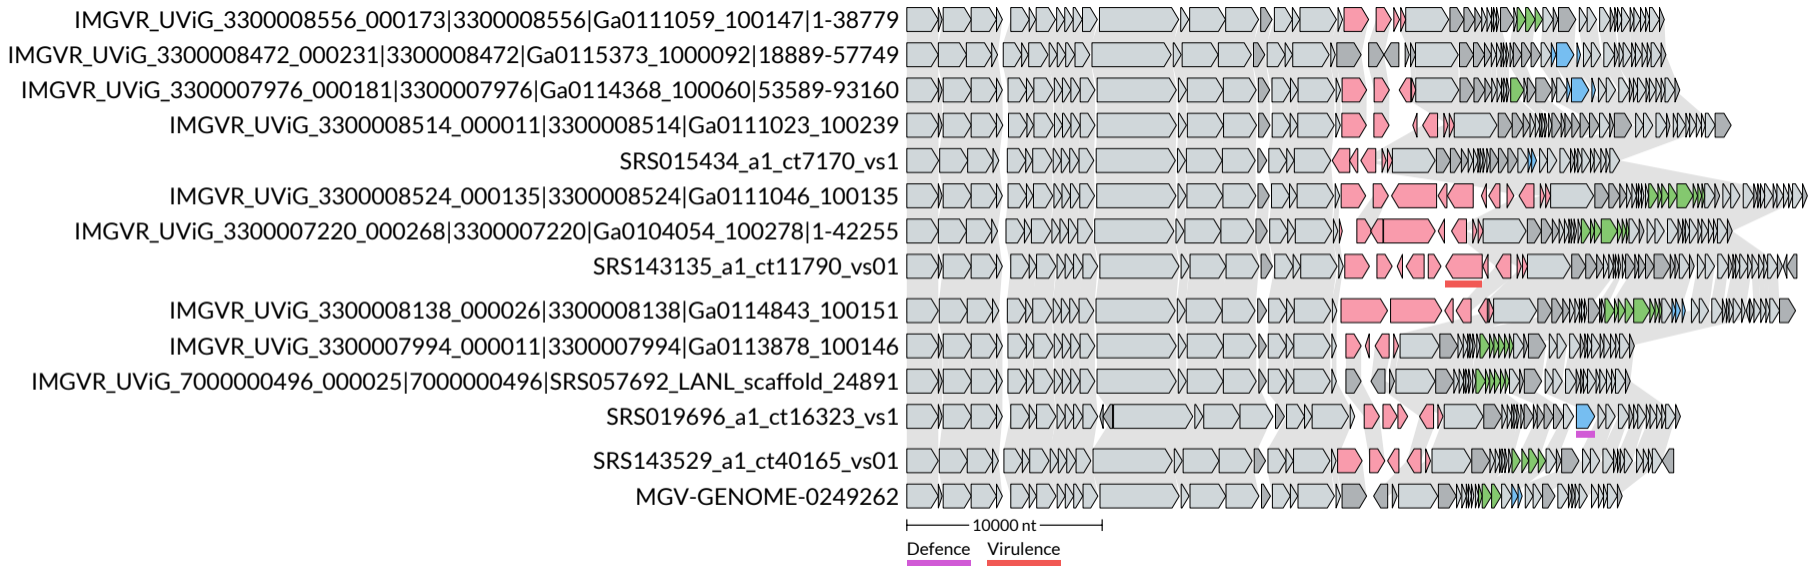 IMGVR_UViG_3300008556_000173|3300008556|Ga0111059_100147|1-38779
IMGVR_UViG_3300008472_000231|3300008472|Ga0115373_1000092|18889-57749
IMGVR_UViG_3300007976_000181|3300007976|Ga0114368_100060|53589-93160
IMGVR_UViG_3300008514_000011|3300008514|Ga0111023_100239
SRS015434_a1_ct7170_vs1
IMGVR_UViG_3300008524_000135|3300008524|Ga0111046_100135
IMGVR_UViG_3300007220_000268|3300007220|Ga0104054_100278|1-42255
SRS143135_a1_ct11790_vs01
IMGVR_UViG_3300008138_000026|3300008138|Ga0114843_100151
IMGVR_UViG_3300007994_000011|3300007994|Ga0113878_100146
IMGVR_UViG_7000000496_000025|7000000496|SRS057692_LANL_scaffold_24891
SRS019696_a1_ct16323_vs1
SRS143529_a1_ct40165_vs01
MGV-GENOME-0249262
10000 nt
Defence Virulence